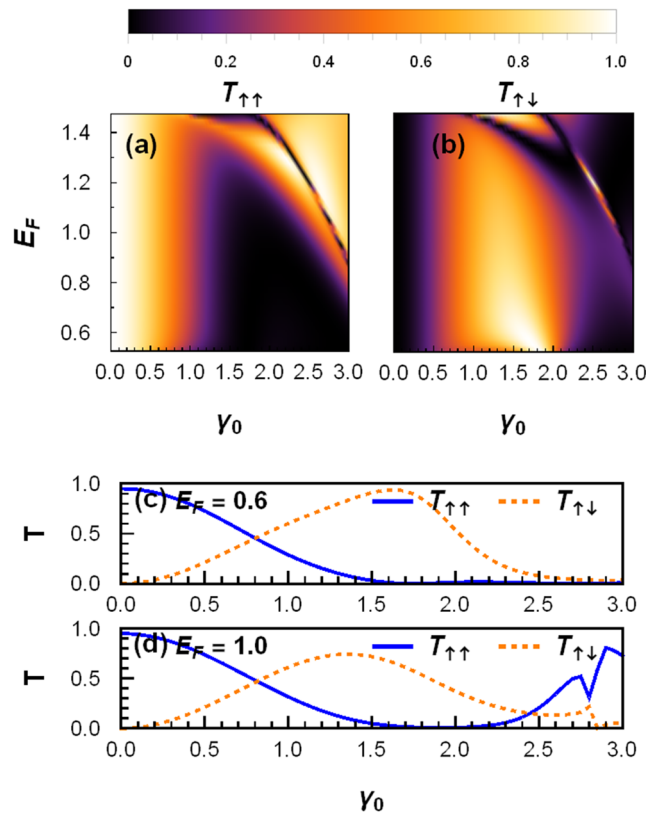 0 0.2 0.4 0.6 0.8 1.0
T↑↑ T↑↓
(a) (b)
E_F
1.4
1.2
1.0
0.8
0.6
0.0 0.5 1.0 1.5 2.0 2.5 3.0 0.0 0.5 1.0 1.5 2.0 2.5 3.0
γ₀ γ₀
T
1.0
0.5
0.0
(c) E_F = 0.6 T↑↑ T↑↓
0.0 0.5 1.0 1.5 2.0 2.5 3.0
T
1.0
0.5
0.0
(d) E_F = 1.0 T↑↑ T↑↓
0.0 0.5 1.0 1.5 2.0 2.5 3.0
γ₀